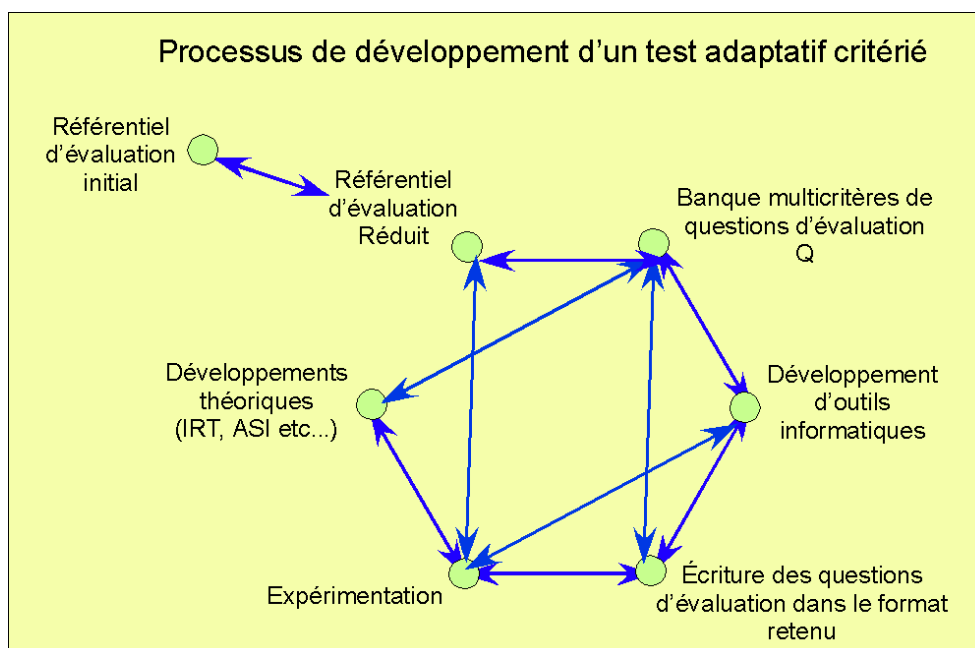 Processus de développement d’un test adaptatif critérié
Référentiel
d’évaluation
initial
Référentiel
d’évaluation
Réduit
Banque multicritères de
questions d’évaluation
Q
Développements
théoriques
(IRT, ASI etc...)
Développement
d’outils
informatiques
Expérimentation
Écriture des questions
d’évaluation dans le format
retenu